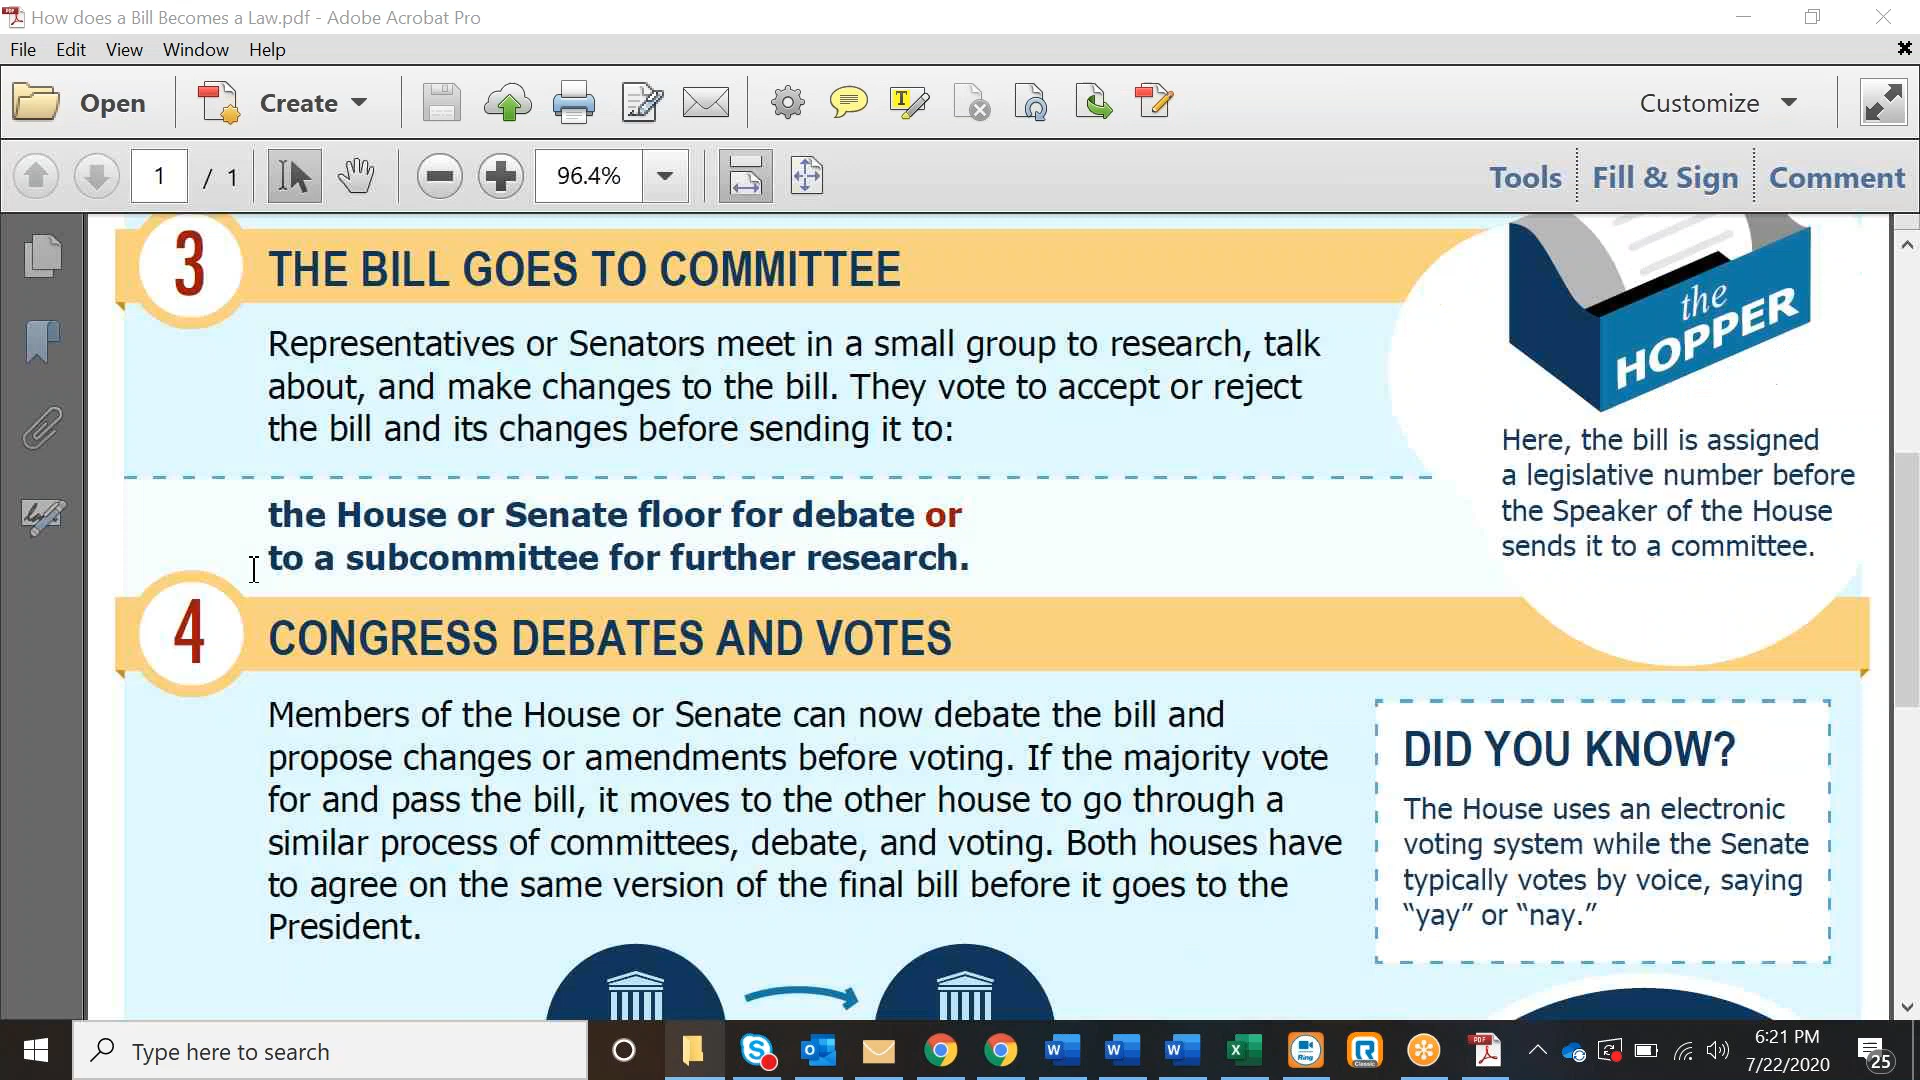 How does a Bill Becomes a Law.pdf - Adobe Acrobat Pro
File Edit View Window Help
Open Create Customize
1 / 1 96.4% Tools Fill & Sign Comment
3 THE BILL GOES TO COMMITTEE
Representatives or Senators meet in a small group to research, talk
about, and make changes to the bill. They vote to accept or reject
the bill and its changes before sending it to:
the House or Senate floor for debate or
to a subcommittee for further research.
the
HOPPER
Here, the bill is assigned
a legislative number before
the Speaker of the House
sends it to a committee.
4 CONGRESS DEBATES AND VOTES
Members of the House or Senate can now debate the bill and
propose changes or amendments before voting. If the majority vote
for and pass the bill, it moves to the other house to go through a
similar process of committees, debate, and voting. Both houses have
to agree on the same version of the final bill before it goes to the
President.
DID YOU KNOW?
The House uses an electronic
voting system while the Senate
typically votes by voice, saying
“yay” or “nay.”
Type here to search
6:21 PM
7/22/2020
25